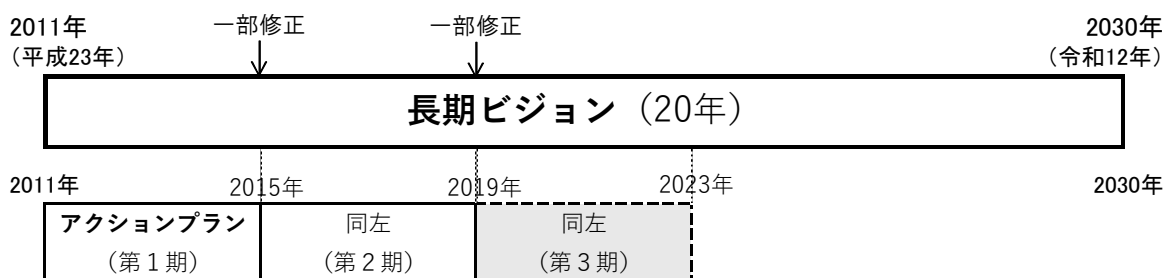 2011年 一部修正 一部修正 2030年
(平成23年) (令和12年)
長期ビジョン（20年）
2011年 2015年 2019年 2023年 2030年
アクションプラン 同左 同左
（第１期） （第２期） （第３期）